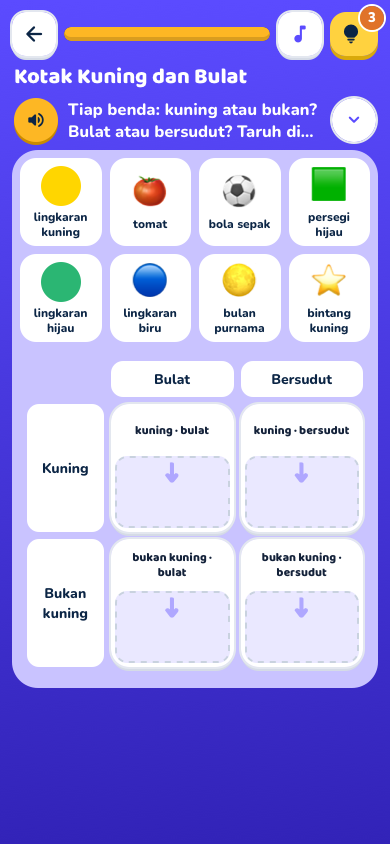 3
Kotak Kuning dan Bulat
Tiap benda: kuning atau bukan?
Bulat atau bersudut? Taruh di...
lingkaran
kuning
tomat
bola sepak
persegi
hijau
lingkaran
hijau
lingkaran
biru
bulan
purnama
bintang
kuning
Bulat
Bersudut
Kuning
kuning · bulat
kuning · bersudut
Bukan
kuning
bukan kuning ·
bulat
bukan kuning ·
bersudut